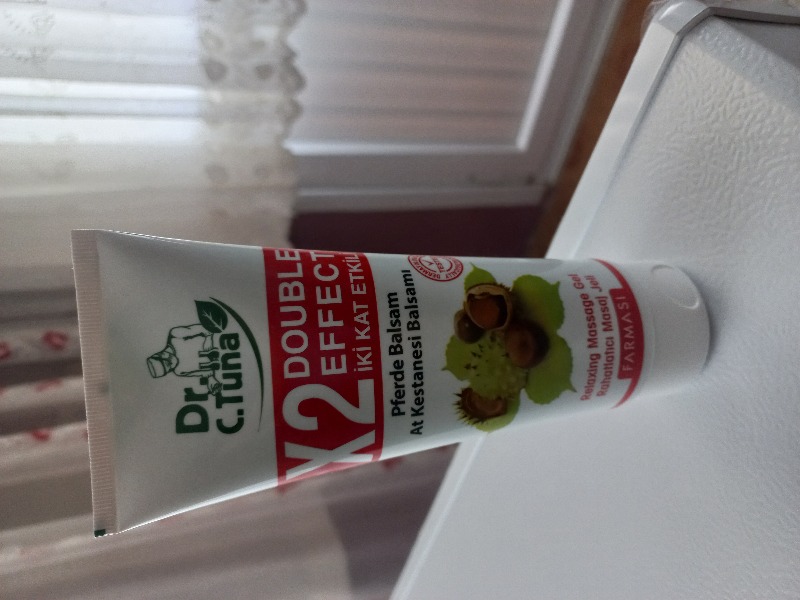 Dr.
C.Tuna
X2
DOUBLE
EFFECT
İKİ KAT ETKİLİ
Pferde Balsam
At Kestanesi Balsamı
Relaxing Massage Gel
Rahatlatıcı Masaj Jeli
FARMASİ